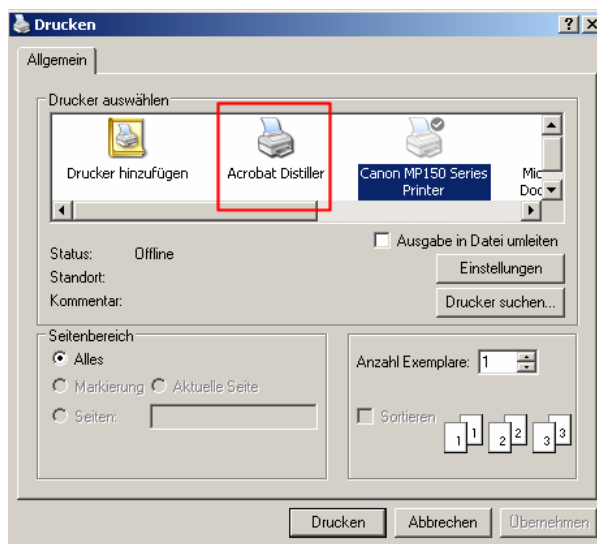 Drucken
Allgemein
Drucker auswählen
Drucker hinzufügen
Acrobat Distiller
Canon MP150 Series
Printer
Mic
Doc
Status: Offline
Standort:
Kommentar:
Ausgabe in Datei umleiten
Einstellungen
Drucker suchen...
Seitenbereich
Alles
Markierung Aktuelle Seite
Seiten:
Anzahl Exemplare: 1
Sortieren
1 1 2 2 3 3
Drucken Abbrechen Übernehmen